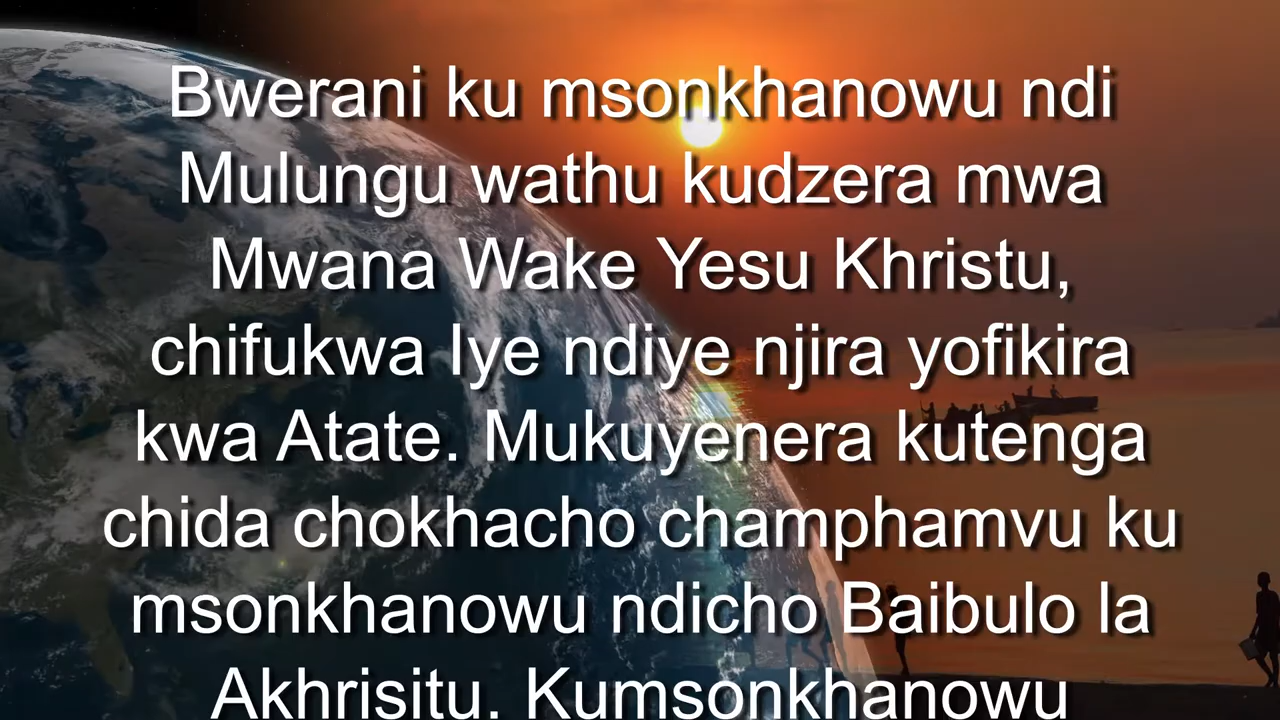 Bwerani ku msonkhanowu ndi
Mulungu wathu kudzera mwa
Mwana Wake Yesu Khristu,
chifukwa Iye ndiye njira yofikira
kwa Atate. Mukuyenera kutenga
chida chokhacho champhamvu ku
msonkhanowu ndicho Baibulo la
Akhrisitu. Kumsonkhanowu